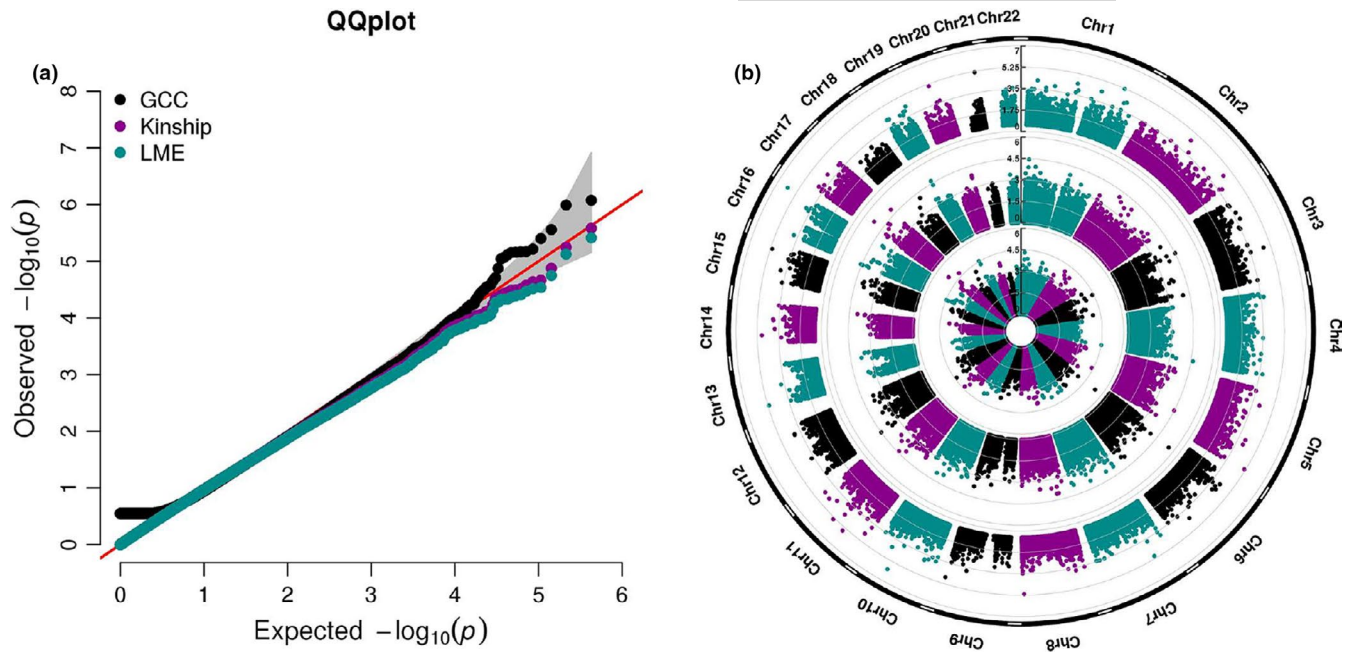 QQplot
(a)
GCC
Kinship
LME
8
7
6
5
4
3
2
1
0
Observed −log10(p)
0 1 2 3 4 5 6
Expected −log10(p)
(b)
Chr1
Chr2
Chr3
Chr4
Chr5
Chr6
Chr7
Chr8
Chr9
Chr10
Chr11
Chr12
Chr13
Chr14
Chr15
Chr16
Chr17
Chr18
Chr19
Chr20
Chr21
Chr22
7
5.25
3.5
1.75
0
6
4.5
3
1.5
0
6
4.5